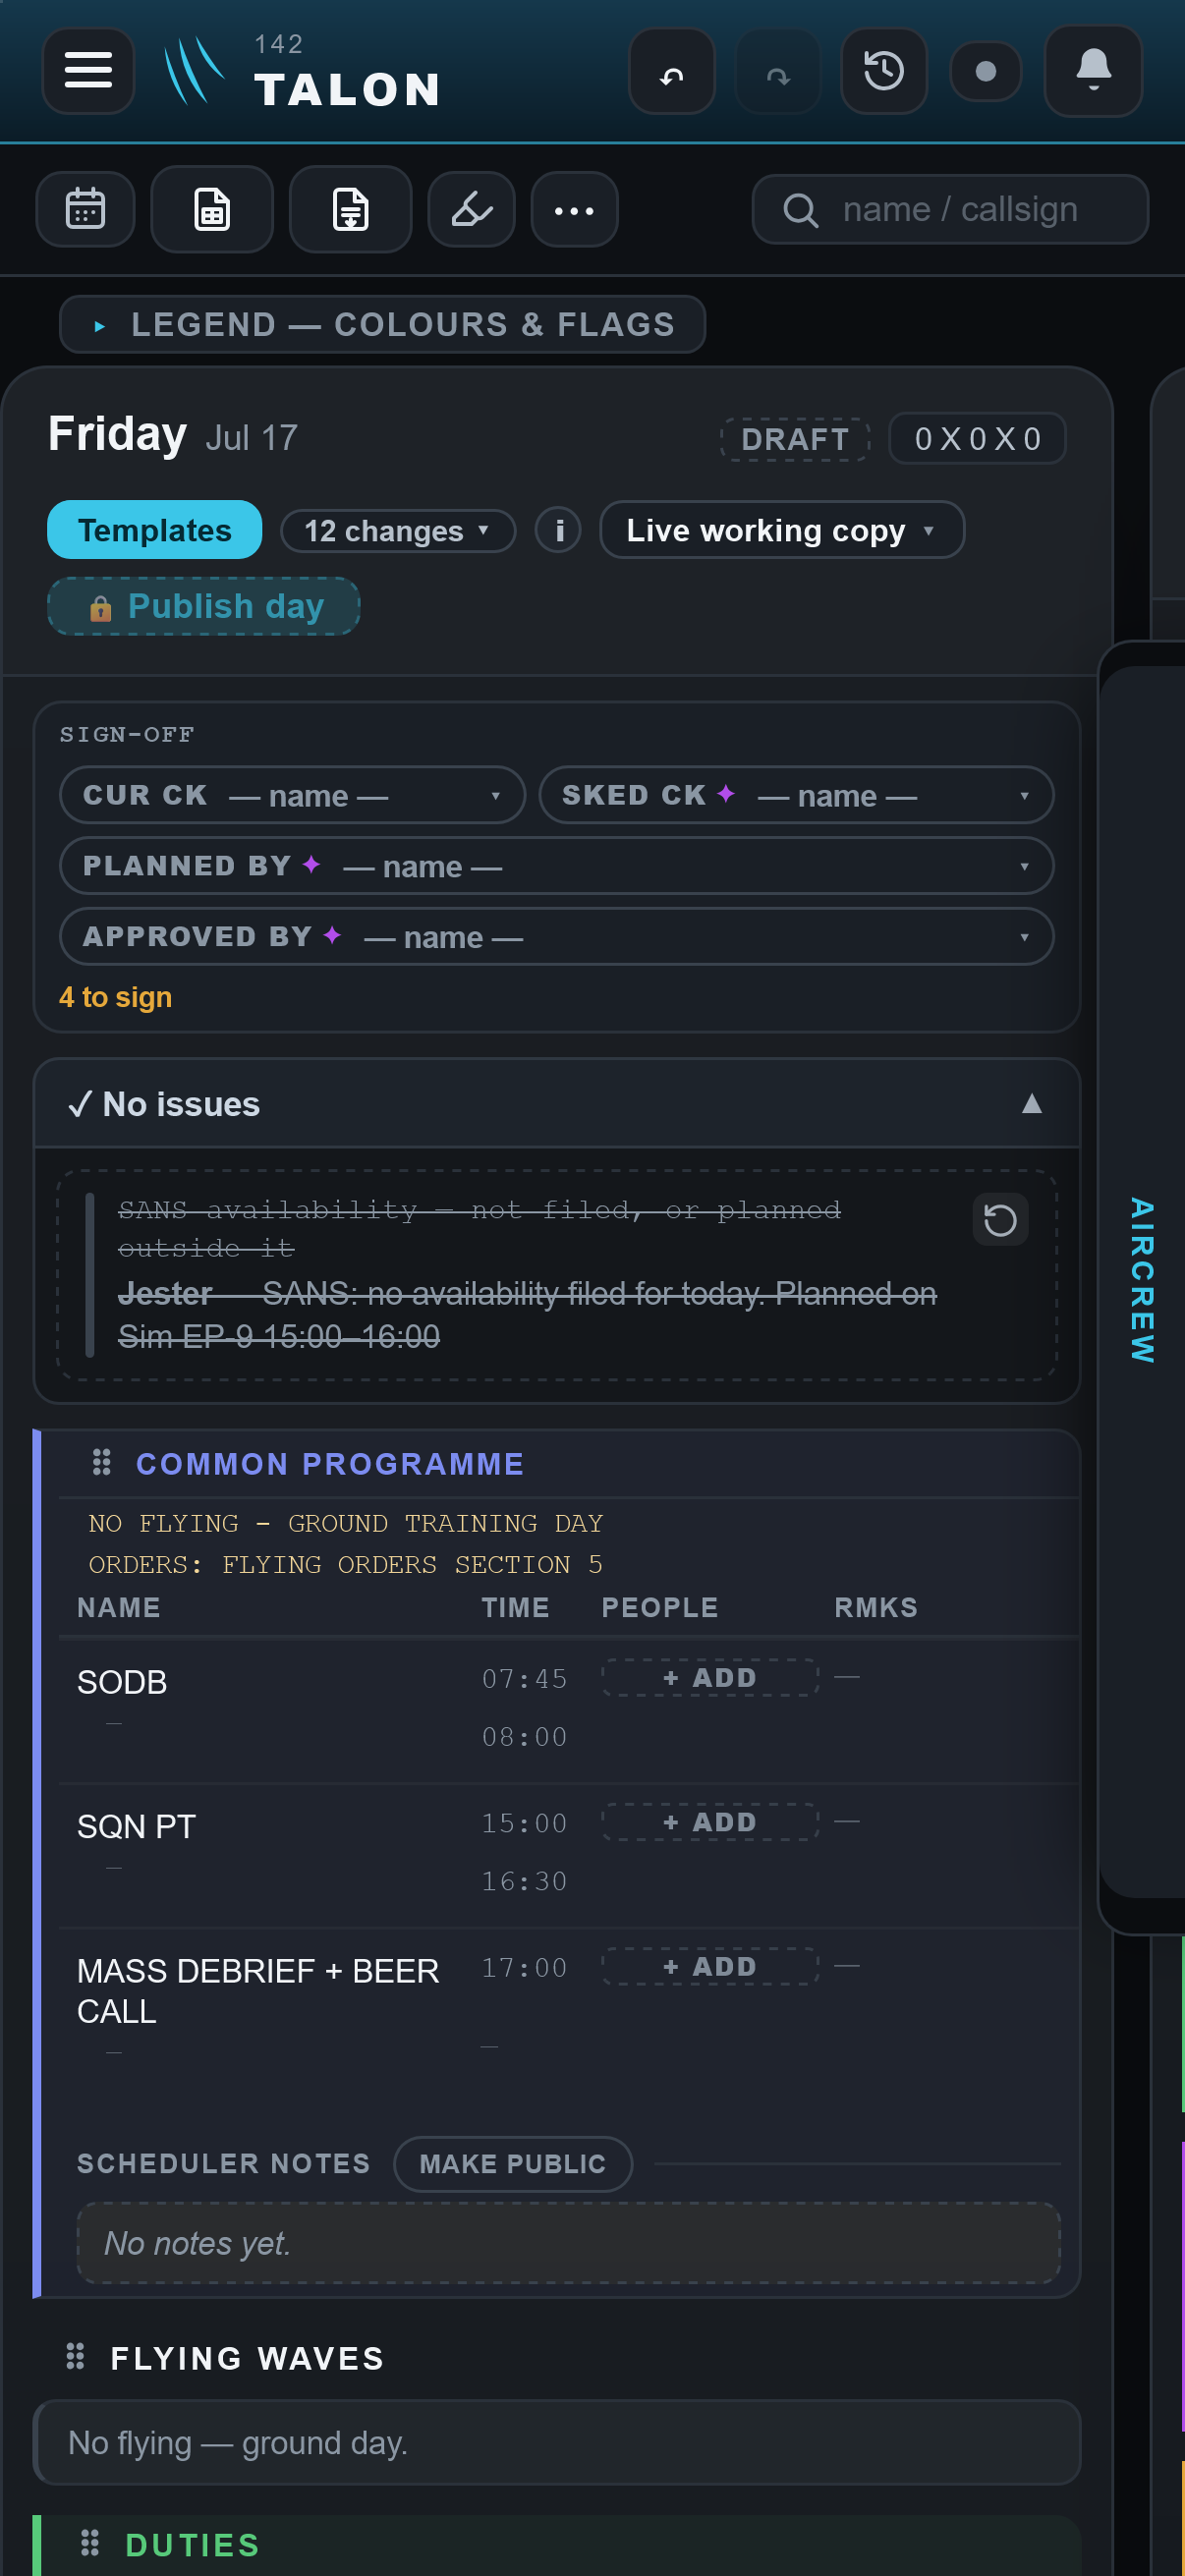 142
TALON
name / callsign
LEGEND — COLOURS & FLAGS
Friday Jul 17
DRAFT
0 X 0 X 0
Templates
12 changes
i
Live working copy
Publish day
SIGN-OFF
CUR CK — name —
SKED CK — name —
PLANNED BY — name —
APPROVED BY — name —
4 to sign
✓ No issues
SANS availability — not filed, or planned
outside it
Jester — SANS: no availability filed for today. Planned on
Sim EP-9 15:00–16:00
AIRCREW
COMMON PROGRAMME
NO FLYING - GROUND TRAINING DAY
ORDERS: FLYING ORDERS SECTION 5
NAME TIME PEOPLE RMKS
SODB 07:45 + ADD —
— 08:00
SQN PT 15:00 + ADD —
— 16:30
MASS DEBRIEF + BEER 17:00 + ADD —
CALL
— —
SCHEDULER NOTES MAKE PUBLIC
No notes yet.
FLYING WAVES
No flying — ground day.
DUTIES